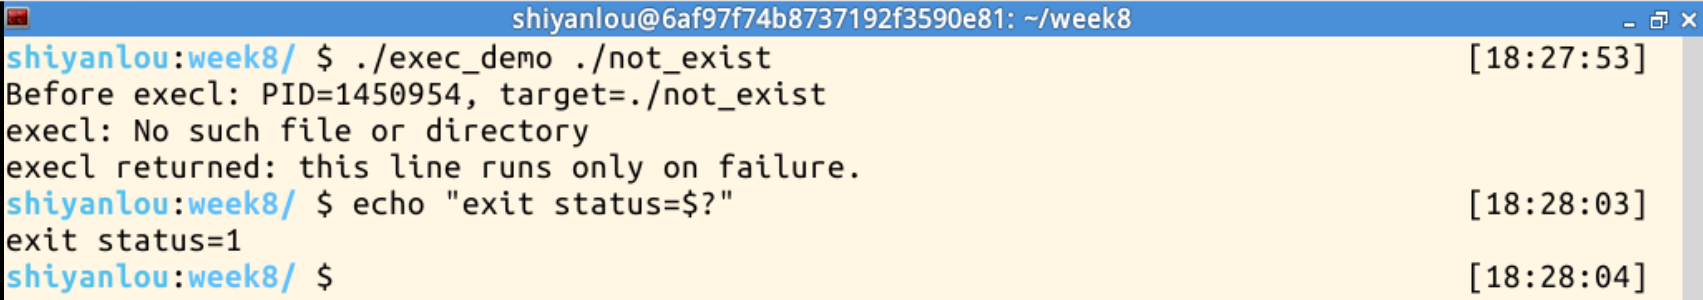 shiyanlou@6af97f74b8737192f3590e81: ~/week8
shiyanlou:week8/ $ ./exec_demo ./not_exist [18:27:53]
Before execl: PID=1450954, target=./not_exist
execl: No such file or directory
execl returned: this line runs only on failure.
shiyanlou:week8/ $ echo "exit status=$?" [18:28:03]
exit status=1
shiyanlou:week8/ $ [18:28:04]